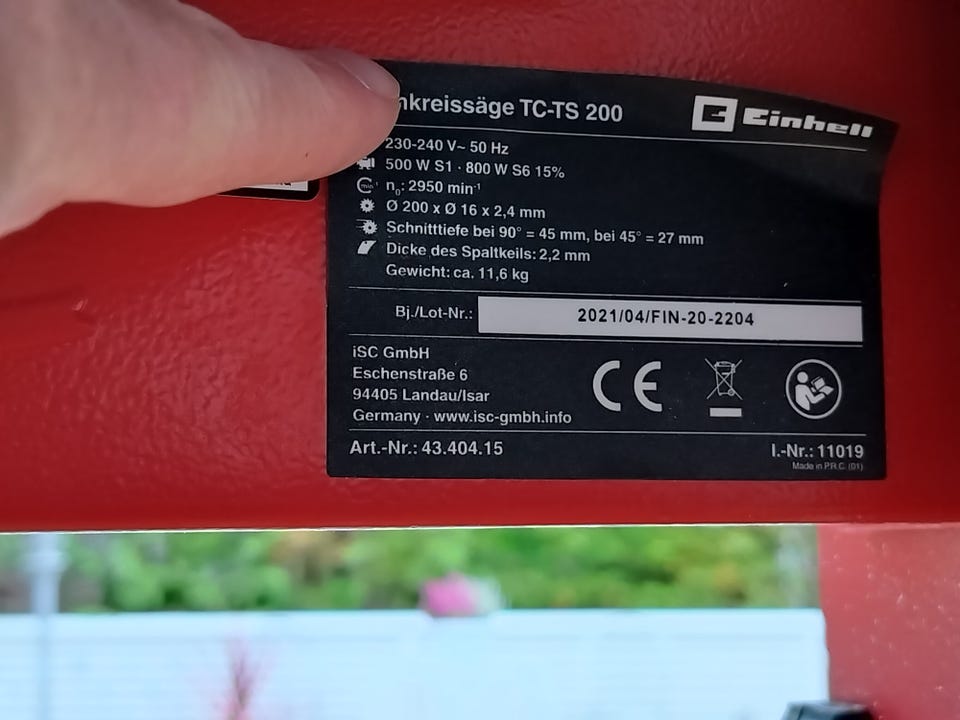 nkreissäge TC-TS 200
Einhell
230-240 V~ 50 Hz
500 W S1 · 800 W S6 15%
min⁻¹ n₀: 2950 min⁻¹
Ø 200 x Ø 16 x 2,4 mm
Schnitttiefe bei 90° = 45 mm, bei 45° = 27 mm
Dicke des Spaltkeils: 2,2 mm
Gewicht: ca. 11,6 kg
Bj./Lot-Nr.: 2021/04/FIN-20-2204
iSC GmbH
Eschenstraße 6
94405 Landau/Isar
Germany · www.isc-gmbh.info
CE
Art.-Nr.: 43.404.15
I.-Nr.: 11019
Made in P.R.C. (01)